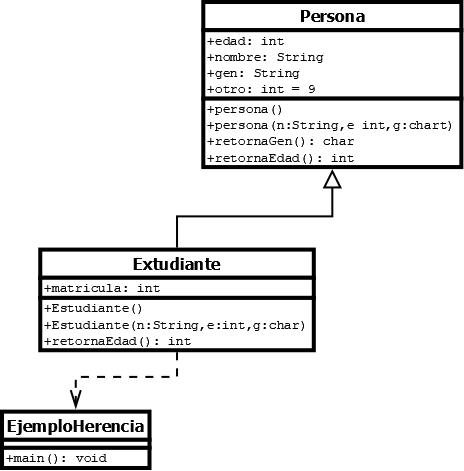 Persona
+edad: int
+nombre: String
+gen: String
+otro: int = 9
+persona()
+persona(n:String,e int,g:chart)
+retornaGen(): char
+retornaEdad(): int
Extudiante
+matricula: int
+Estudiante()
+Estudiante(n:String,e:int,g:char)
+retornaEdad(): int
EjemploHerencia
+main(): void